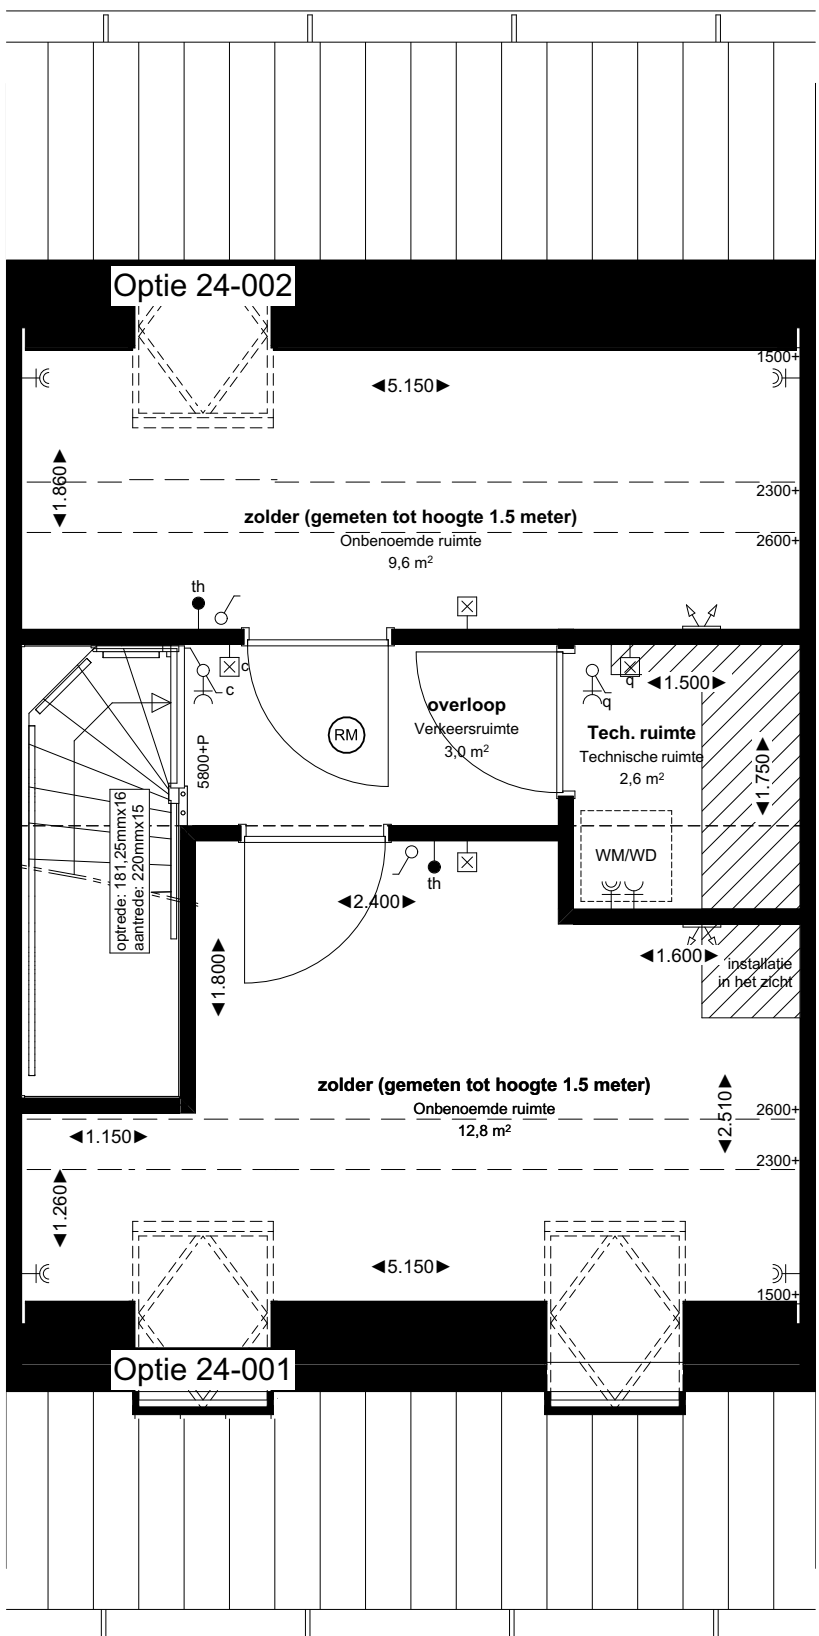 Optie 24-002
1500+
◀5.150▶
◀1.860▶
2300+
zolder (gemeten tot hoogte 1.5 meter)
Onbenoemde ruimte
9,6 m²
2600+
th
c
c
5800+P
RM
overloop
Verkeersruimte
3,0 m²
q
q
◀1.500▶
Tech. ruimte
Technische ruimte
2,6 m²
◀1.750▶
optrede: 181,25mmx16
aantrede: 220mmx15
WM/WD
th
◀2.400▶
◀1.800▶
◀1.600▶
installatie
in het zicht
zolder (gemeten tot hoogte 1.5 meter)
Onbenoemde ruimte
12,8 m²
◀2.510▶
2600+
◀1.150▶
2300+
◀1.260▶
◀5.150▶
1500+
Optie 24-001